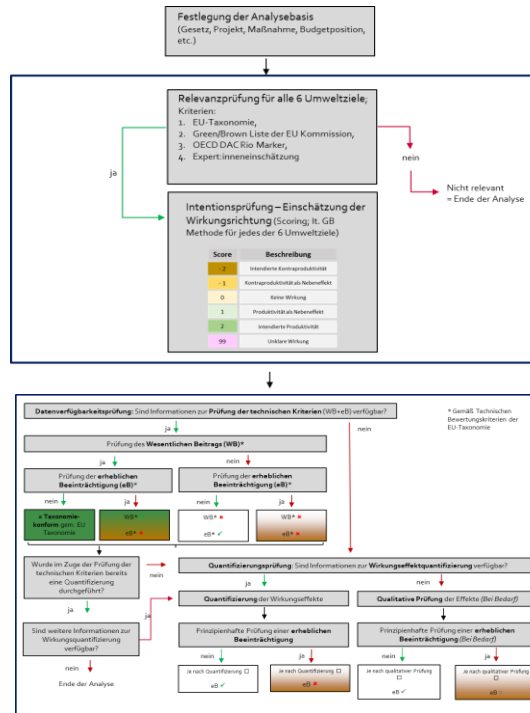 Festlegung der Analysebasis
(Gesetz, Projekt, Maßnahme, Budgetposition,
etc.)
Relevanzprüfung für alle 6 Umweltziele;
Kriterien:
1. EU-Taxonomie,
2. Green/Brown Liste der EU Kommission,
3. OECD DAC Rio Marker,
4. Expert:inneneinschätzung
ja
nein
Nicht relevant
= Ende der Analyse
Intentionsprüfung – Einschätzung der
Wirkungsrichtung (Scoring; lt. GB
Methode für jedes der 6 Umweltziele)
Score Beschreibung
- 2 Intendierte Kontraproduktivität
- 1 Kontraproduktivität als Nebeneffekt
0 Keine Wirkung
1 Produktivität als Nebeneffekt
2 Intendierte Produktivität
99 Unklare Wirkung
Datenverfügbarkeitsprüfung: Sind Informationen zur Prüfung der technischen Kriterien (WB+eB) verfügbar?
* Gemäß Technischen
Bewertungskriterien der
EU-Taxonomie
ja
nein
Prüfung des Wesentlichen Beitrags (WB)*
ja
nein
Prüfung der erheblichen
Beeinträchtigung (eB)*
Prüfung der erheblichen
Beeinträchtigung (eB)*
nein
ja
nein
ja
= Taxonomie-
konform gem. EU
Taxonomie
WB* ✓
eB* ✖
WB* ✖
eB* ✓
WB* ✖
eB* ✖
Wurde im Zuge der Prüfung der
technischen Kriterien bereits
eine Quantifizierung
durchgeführt?
nein
Quantifizierungsprüfung: Sind Informationen zur Wirkungseffektquantifizierung verfügbar?
ja
ja
nein
Quantifizierung der Wirkungseffekte
Qualitative Prüfung der Effekte (Bei Bedarf)
ja
Sind weitere Informationen zur
Wirkungsquantifizierung
verfügbar?
Prinzipienhafte Prüfung einer erheblichen
Beeinträchtigung
Prinzipienhafte Prüfung einer erheblichen
Beeinträchtigung (Bei Bedarf)
nein
Ende der Analyse
nein
ja
nein
ja
Je nach Quantifizierung ☐
eB ✓
Je nach Quantifizierung ☐
eB ✖
Je nach qualitativer Prüfung
☐
eB ✓
Je nach qualitativer Prüfung
☐
eB